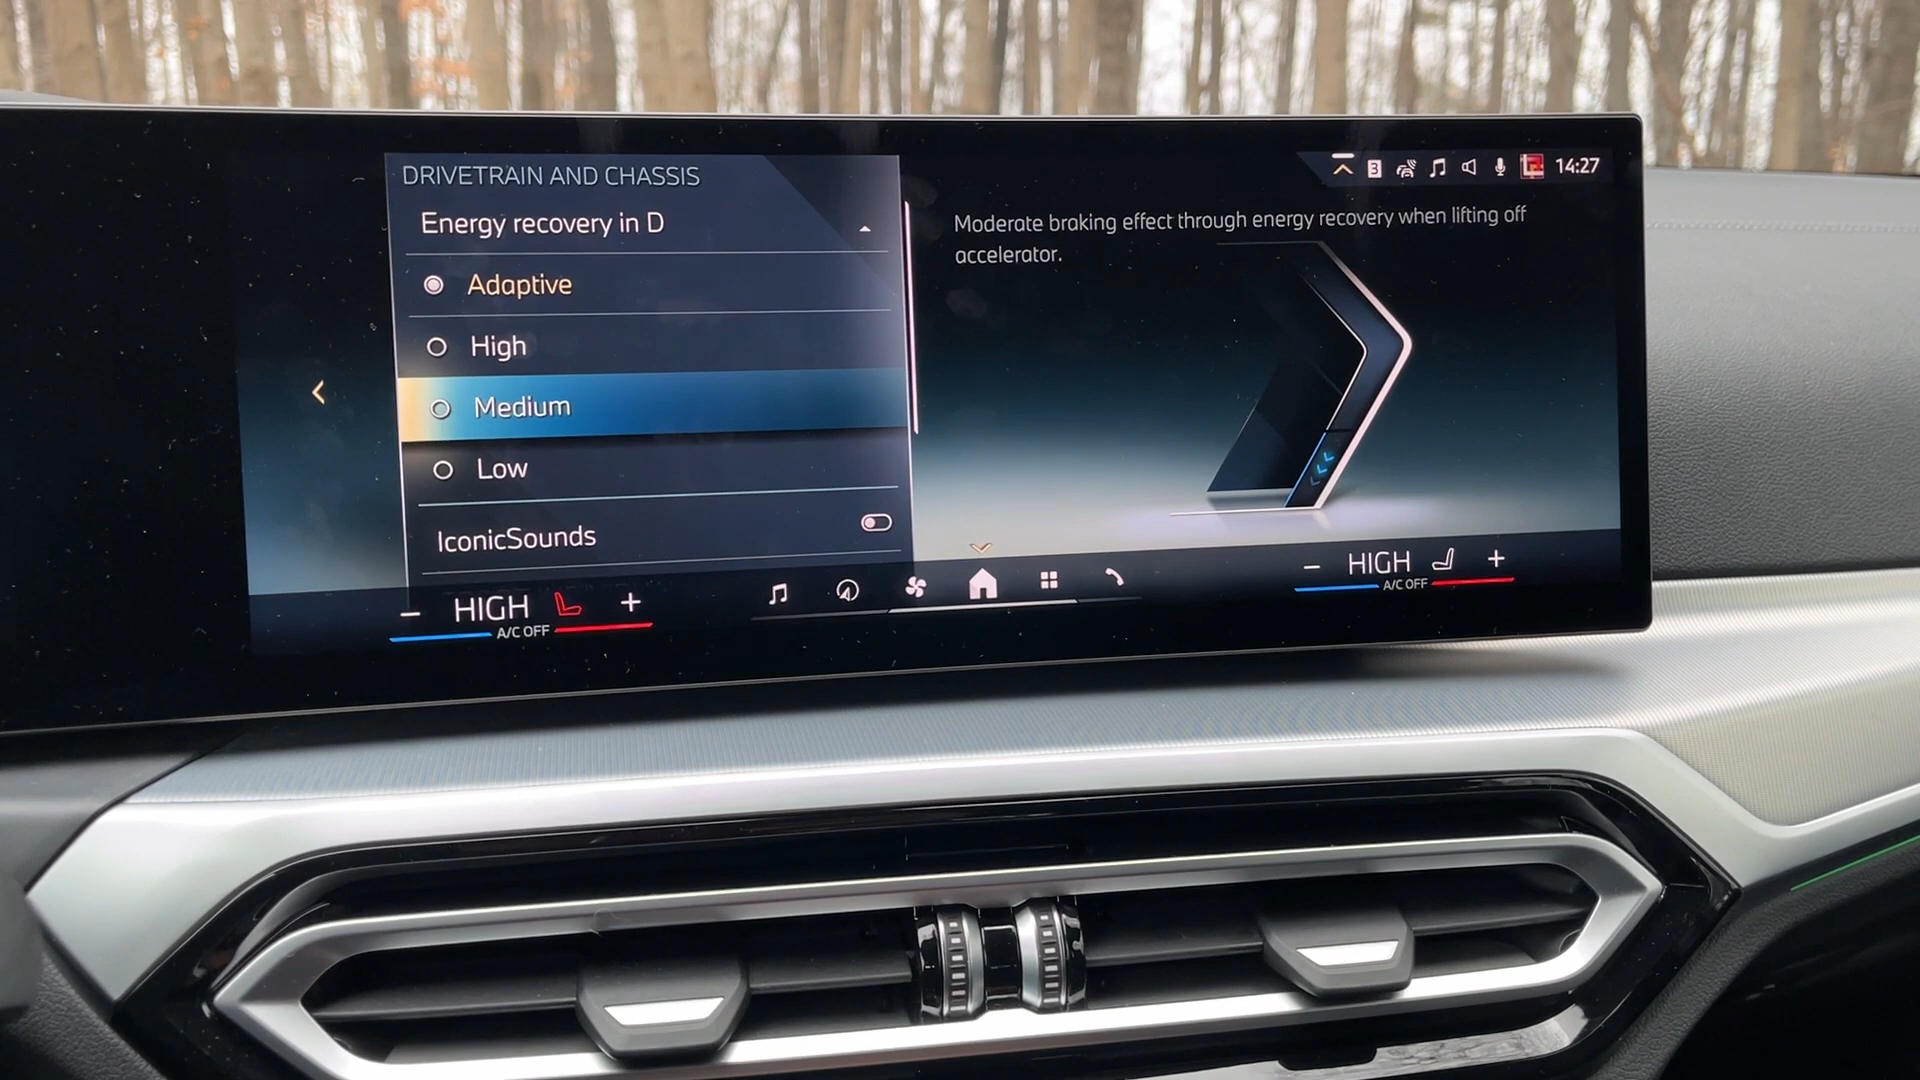 DRIVETRAIN AND CHASSIS
Energy recovery in D
Adaptive
High
Medium
Low
IconicSounds
3
14:27
Moderate braking effect through energy recovery when lifting off
accelerator.
− HIGH +
A/C OFF
− HIGH +
A/C OFF